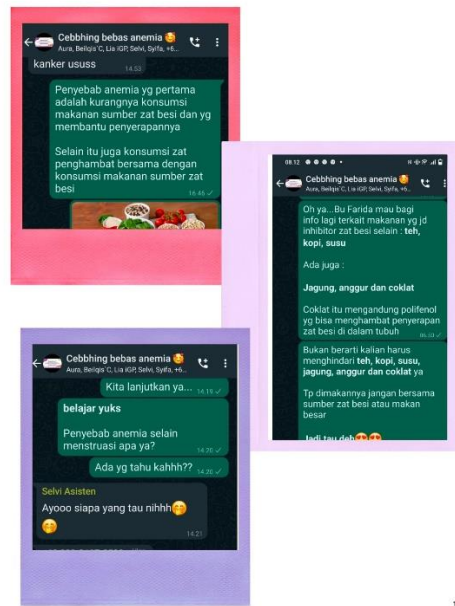 Cebbhing bebas anemia
Aura, Beilqis'C, Lia IGP, Selvi, Syifa, +6...
kanker ususs
14.53
Penyebab anemia yg pertama
adalah kurangnya konsumsi
makanan sumber zat besi dan yg
membantu penyerapannya
Selain itu juga konsumsi zat
penghambat bersama dengan
konsumsi makanan sumber zat
besi
16.46
08.12
Cebbhing bebas anemia
Aura, Beilqis'C, Lia IGP, Selvi, Syifa, +6...
Oh ya...Bu Farida mau bagi
info lagi terkait makanan yg jd
inhibitor zat besi selain : teh,
kopi, susu
Ada juga :
Jagung, anggur dan coklat
Coklat itu mengandung polifenol
yg bisa menghambat penyerapan
zat besi di dalam tubuh
Bukan berarti kalian harus
menghindari teh, kopi, susu,
jagung, anggur dan coklat ya
Tp dimakannya jangan bersama
sumber zat besi atau makan
besar
Jadi tau deh
Cebbhing bebas anemia
Aura, Beilqis'C, Lia IGP, Selvi, Syifa, +6...
Kita lanjutkan ya...
14.19
belajar yuks
Penyebab anemia selain
menstruasi apa ya?
14.20
Ada yg tahu kahhh??
14.20
Selvi Asisten
Ayooo siapa yang tau nihhh
14.21